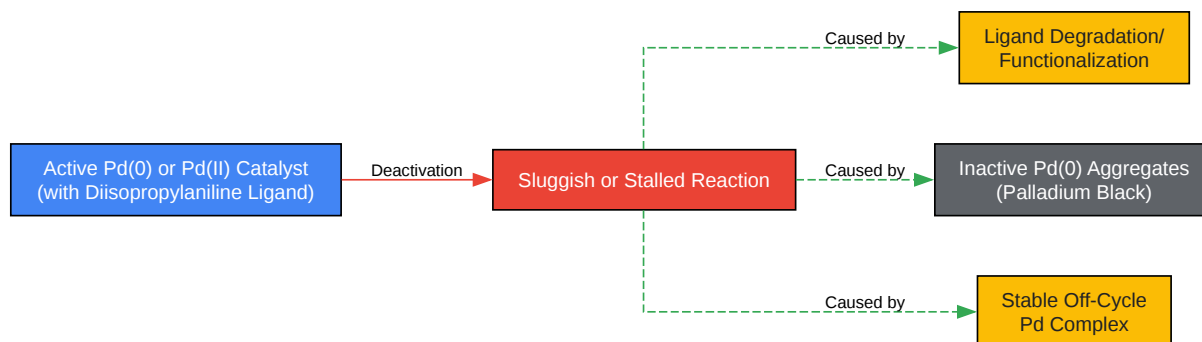 Caused by
Ligand Degradation/
Functionalization
Active Pd(0) or Pd(II) Catalyst
(with Diisopropylaniline Ligand)
Deactivation
Sluggish or Stalled Reaction
Caused by
Inactive Pd(0) Aggregates
(Palladium Black)
Caused by
Stable Off-Cycle
Pd Complex